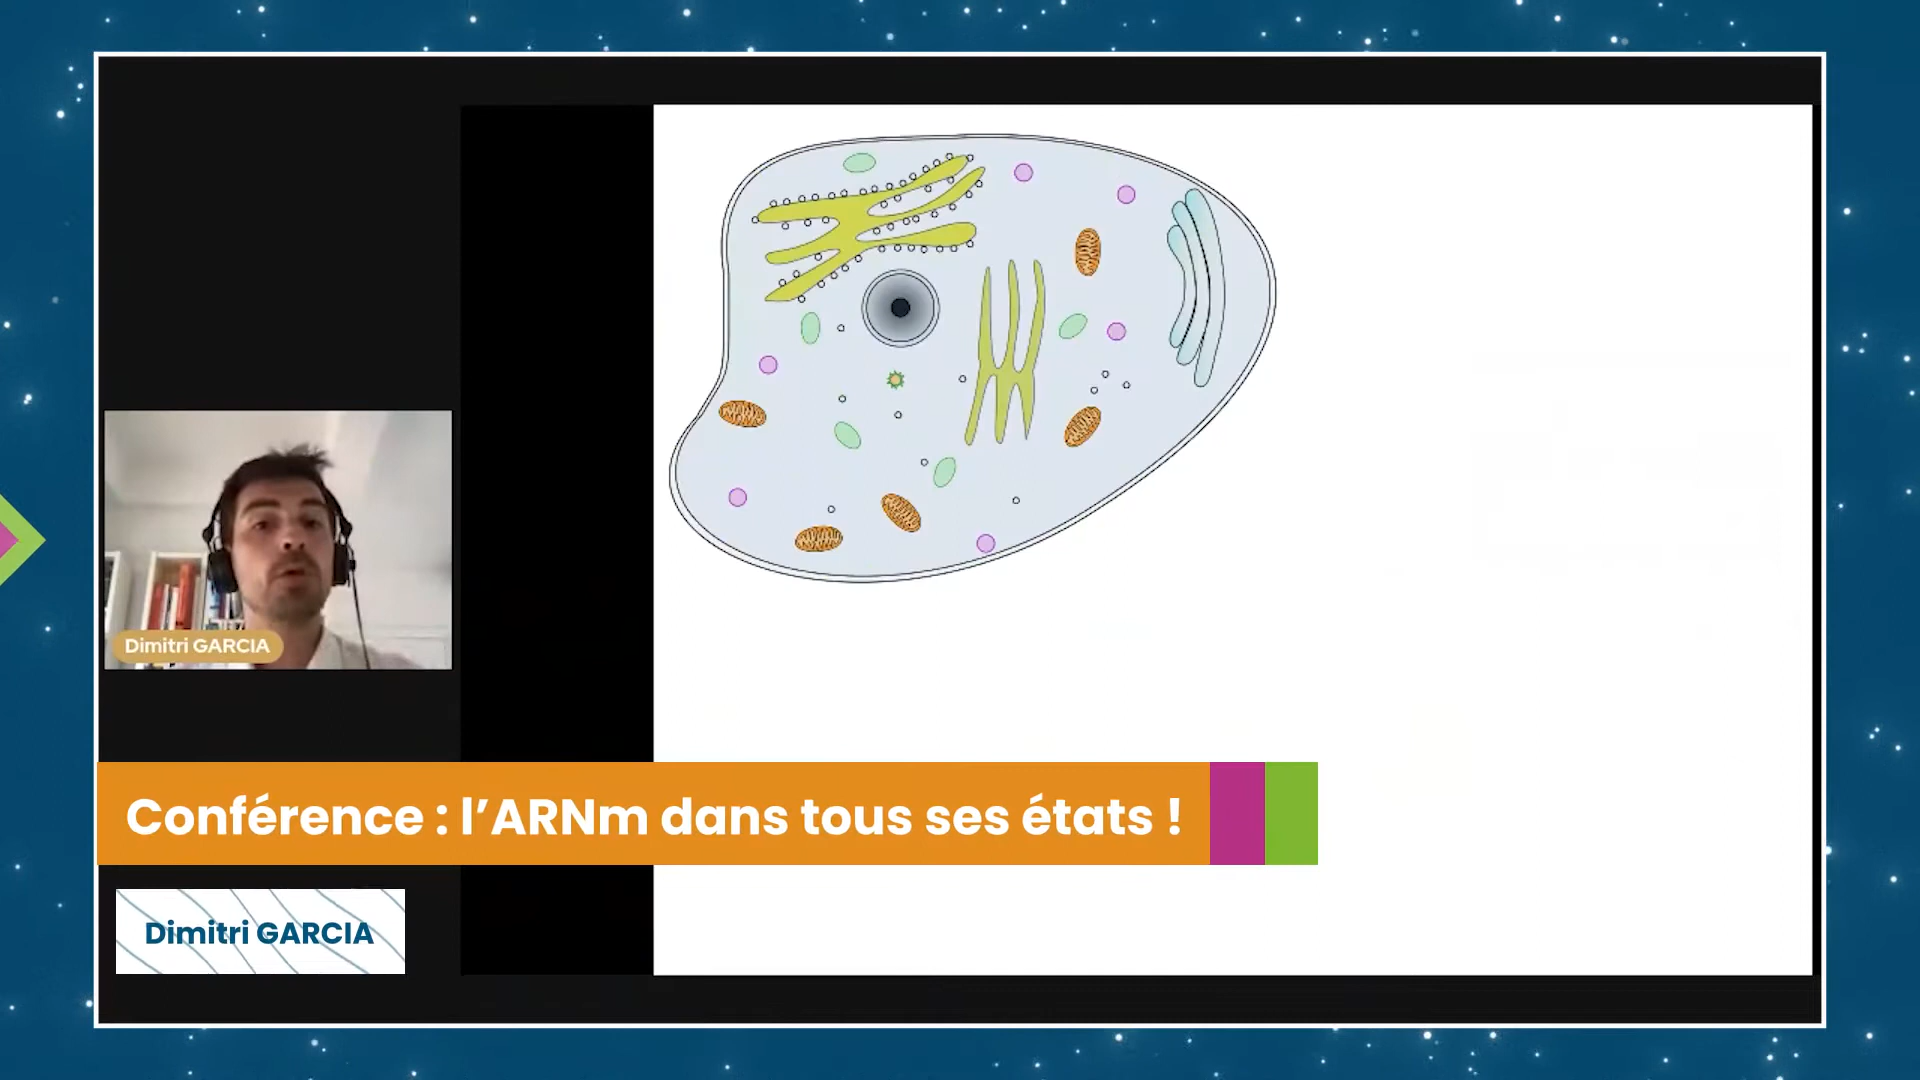 Dimitri GARCIA
Conférence : l’ARNm dans tous ses états !
Dimitri GARCIA